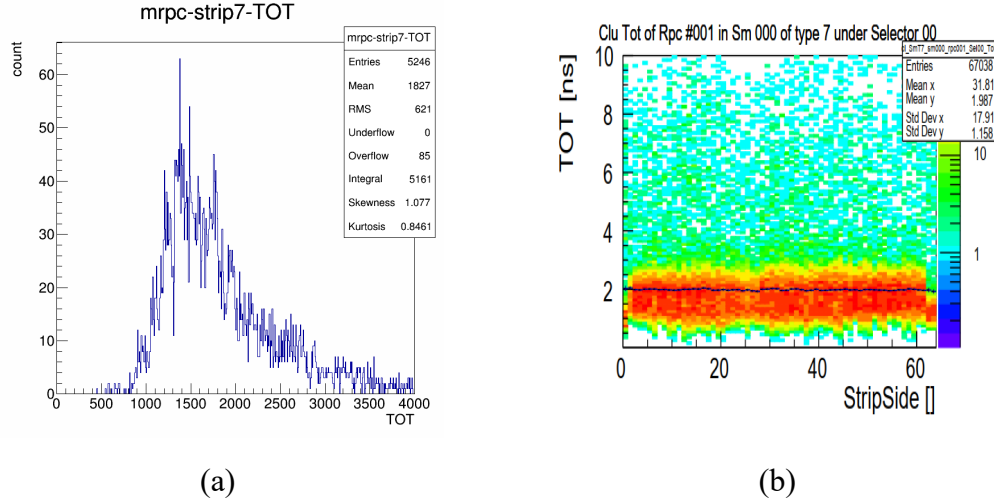 mrpc-strip7-TOT
count
mrpc-strip7-TOT
Entries 5246
Mean 1827
RMS 621
Underflow 0
Overflow 85
Integral 5161
Skewness 1.077
Kurtosis 0.8461
60
50
40
30
20
10
0
0 500 1000 1500 2000 2500 3000 3500 4000
TOT
(a)
Clu Tot of Rpc #001 in Sm 000 of type 7 under Selector 00
cl_SmT7_sm000_rpc001_Sel00_To
Entries 67038
Mean x 31.81
Mean y 1.987
Std Dev x 17.91
Std Dev y 1.158
TOT [ns]
10
8
6
4
2
10
1
0 20 40 60
StripSide []
(b)